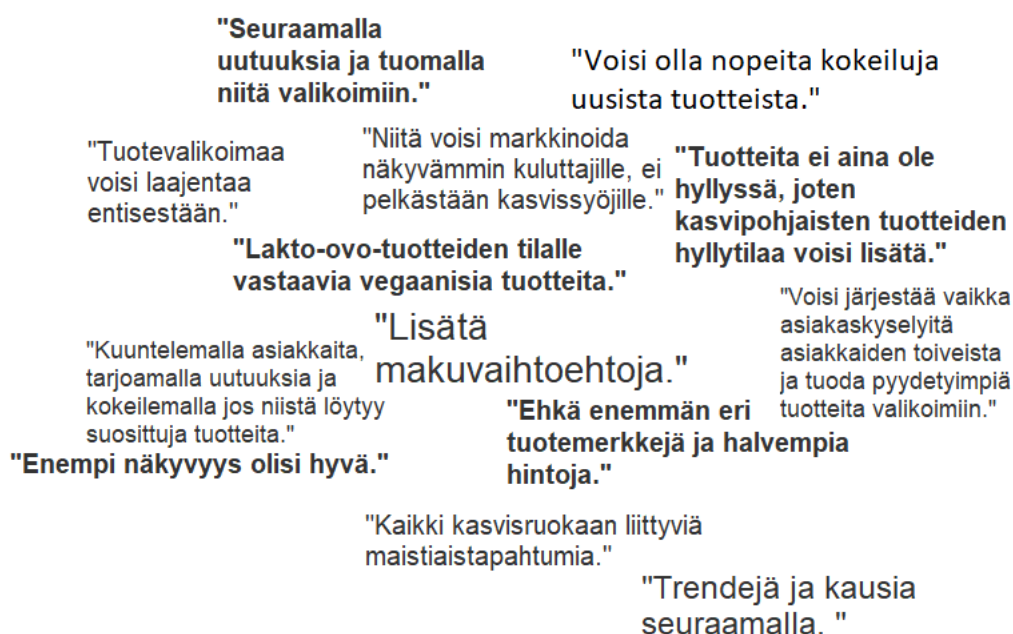 "Seuraamalla
uutuuksia ja tuomalla
niitä valikoimiin."
"Voisi olla nopeita kokeiluja
uusista tuotteista."
"Tuotevalikoimaa
voisi laajentaa
entisestään."
"Niitä voisi markkinoida
näkyvämmin kuluttajille, ei
pelkästään kasvissyöjille."
"Tuotteita ei aina ole
hyllyssä, joten
kasvipohjaisten tuotteiden
hyllytilaa voisi lisätä."
"Lakto-ovo-tuotteiden tilalle
vastaavia vegaanisia tuotteita."
"Voisi järjestää vaikka
asiakaskyselyitä
asiakkaiden toiveista
ja tuoda pyydetyimpiä
tuotteita valikoimiin."
"Lisätä
makuvaihtoehtoja."
"Kuuntelemalla asiakkaita,
tarjoamalla uutuuksia ja
kokeilemalla jos niistä löytyy
suosittuja tuotteita."
"Ehkä enemmän eri
tuotemerkkejä ja halvempia
hintoja."
"Enempi näkyvyys olisi hyvä."
"Kaikki kasvisruokaan liittyviä
maistiaistapahtumia."
"Trendejä ja kausia
seuraamalla. "